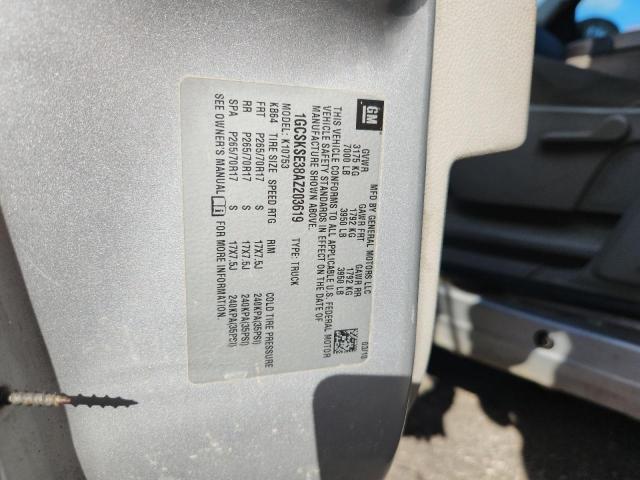 GM
MFD BY GENERAL MOTORS LLC
03/10
GVWR GAWR FRT GAWR RR
3175 KG 1792 KG 1792 KG
7000 LB 3950 LB 3950 LB
THIS VEHICLE CONFORMS TO ALL APPLICABLE U.S. FEDERAL MOTOR
VEHICLE SAFETY STANDARDS IN EFFECT ON THE DATE OF
MANUFACTURE SHOWN ABOVE.
1GCSKSE38AZ203619 TYPE: TRUCK
MODEL: K10753
K864 TIRE SIZE SPEED RTG RIM COLD TIRE PRESSURE
FRT P265/70R17 S 17X7.5J 240KPA(35PSI)
RR P265/70R17 S 17X7.5J 240KPA(35PSI)
SPA P265/70R17 S 17X7.5J 240KPA(35PSI)
SEE OWNER'S MANUAL FOR MORE INFORMATION.